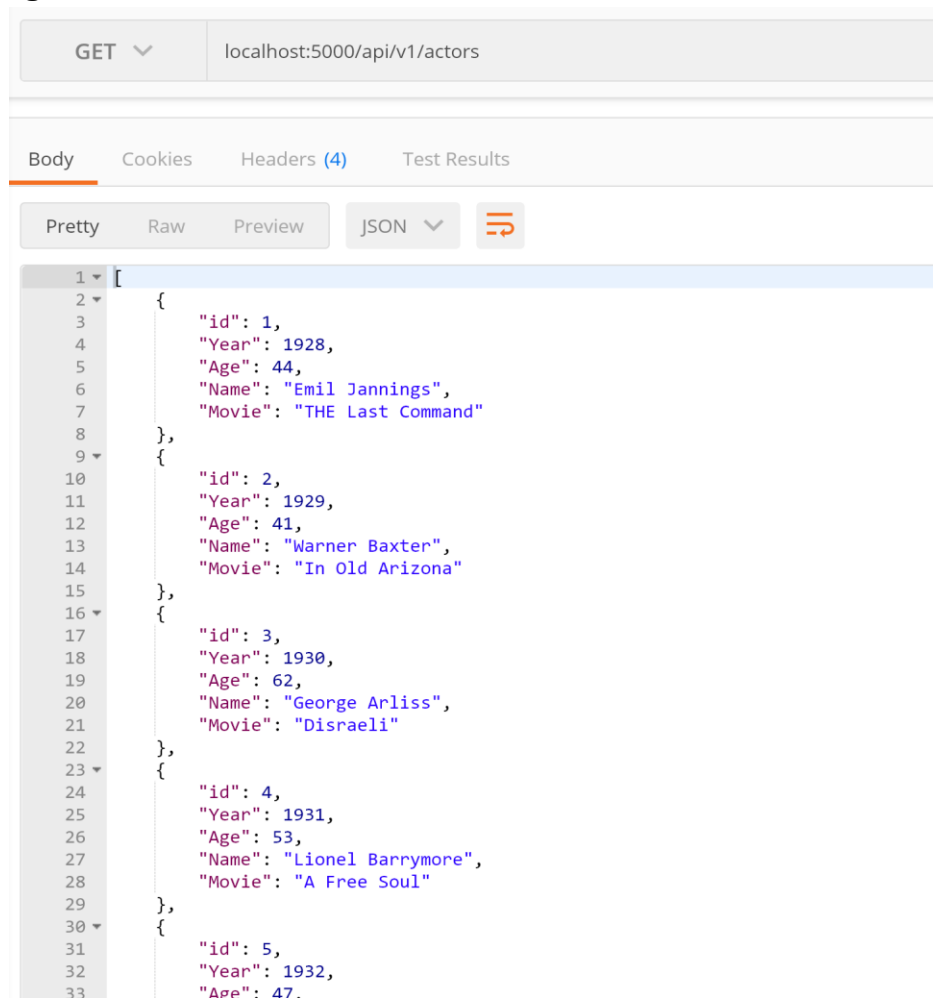 GET localhost:5000/api/v1/actors
Body Cookies Headers (4) Test Results
Pretty Raw Preview JSON
1 [
2 {
3 "id": 1,
4 "Year": 1928,
5 "Age": 44,
6 "Name": "Emil Jannings",
7 "Movie": "THE Last Command"
8 },
9 {
10 "id": 2,
11 "Year": 1929,
12 "Age": 41,
13 "Name": "Warner Baxter",
14 "Movie": "In Old Arizona"
15 },
16 {
17 "id": 3,
18 "Year": 1930,
19 "Age": 62,
20 "Name": "George Arliss",
21 "Movie": "Disraeli"
22 },
23 {
24 "id": 4,
25 "Year": 1931,
26 "Age": 53,
27 "Name": "Lionel Barrymore",
28 "Movie": "A Free Soul"
29 },
30 {
31 "id": 5,
32 "Year": 1932,
33 "Age": 47,